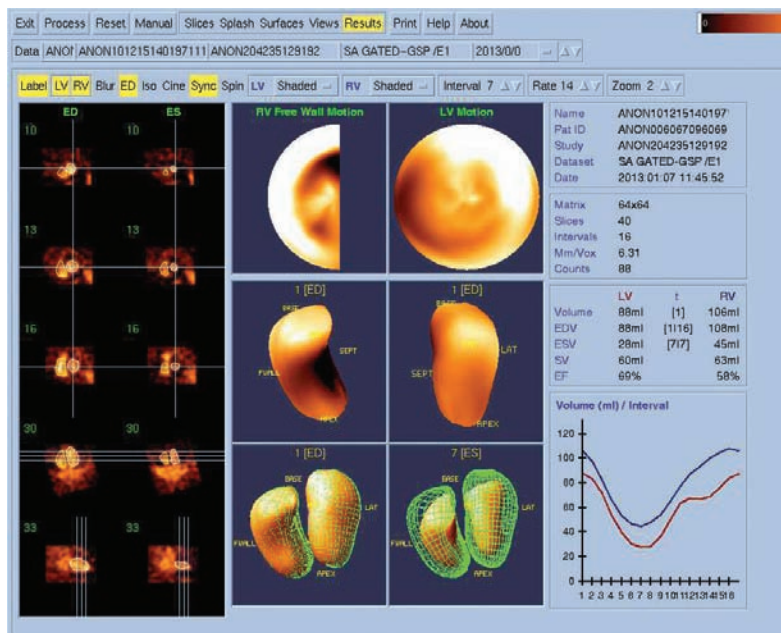 Exit Process Reset Manual Slices Splash Surfaces Views Results Print Help About
0
Data ANO! ANON101215140197111 ANON204235129192 SA GATED-GSP /E1 2013/0/0
Label LV RV Blur ED ED Iso Cine Sync Spin LV Shaded RV Shaded Interval 7 Rate 14 Zoom 2
ED ES
10 10
13 13
16 16
30 30
33 33
RV Free Wall Motion LV Motion
1 [ED] 1 [ED]
BASE BASE
SEPT LAT
FWALL SEPT
APEX APEX
1 [ED] 7 [ES]
BASE BASE
LAT LAT
FWALL FWALL
APEX APEX
Name ANON101215140197
Pat ID ANON006067096069
Study ANON204235129192
Dataset SA GATED-GSP /E1
Date 2013:01:07 11:45:52
Matrix 64x64
Slices 40
Intervals 16
Mm/Vox 6.31
Counts 88
LV t RV
Volume 88ml [1] 106ml
EDV 88ml [1|16] 108ml
ESV 28ml [7|7] 45ml
SV 60ml 63ml
EF 69% 58%
Volume (ml) / Interval
120
100
80
60
40
20
0
1 2 3 4 5 6 7 8 9 10 11 12 13 14 15 16